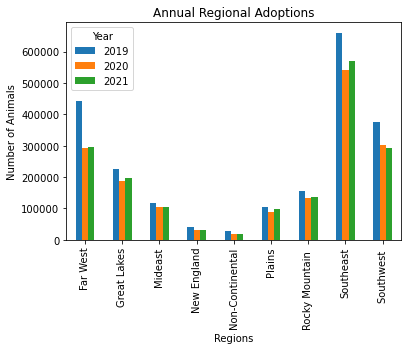 Annual Regional Adoptions
Year
2019
2020
2021
Number of Animals
600000
500000
400000
300000
200000
100000
0
Far West
Great Lakes
Mideast
New England
Non-Continental
Plains
Rocky Mountain
Southeast
Southwest
Regions